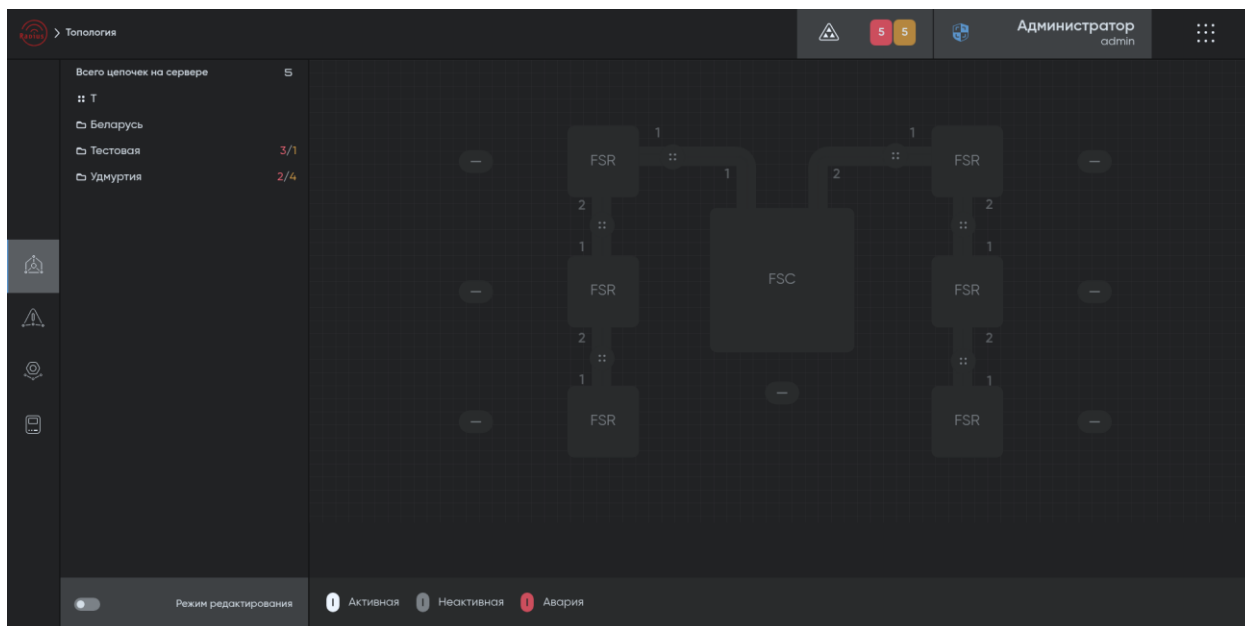 Топология
5 5
Администратор
admin
Всего цепочек на сервере 5
T
Беларусь
Тестовая 3/1
Удмуртия 2/4
1 1
FSR FSR
1 2
2 2
1 1
FSR FSC FSR
2 2
1 1
FSR FSR
Режим редактирования
Активная Неактивная Авария